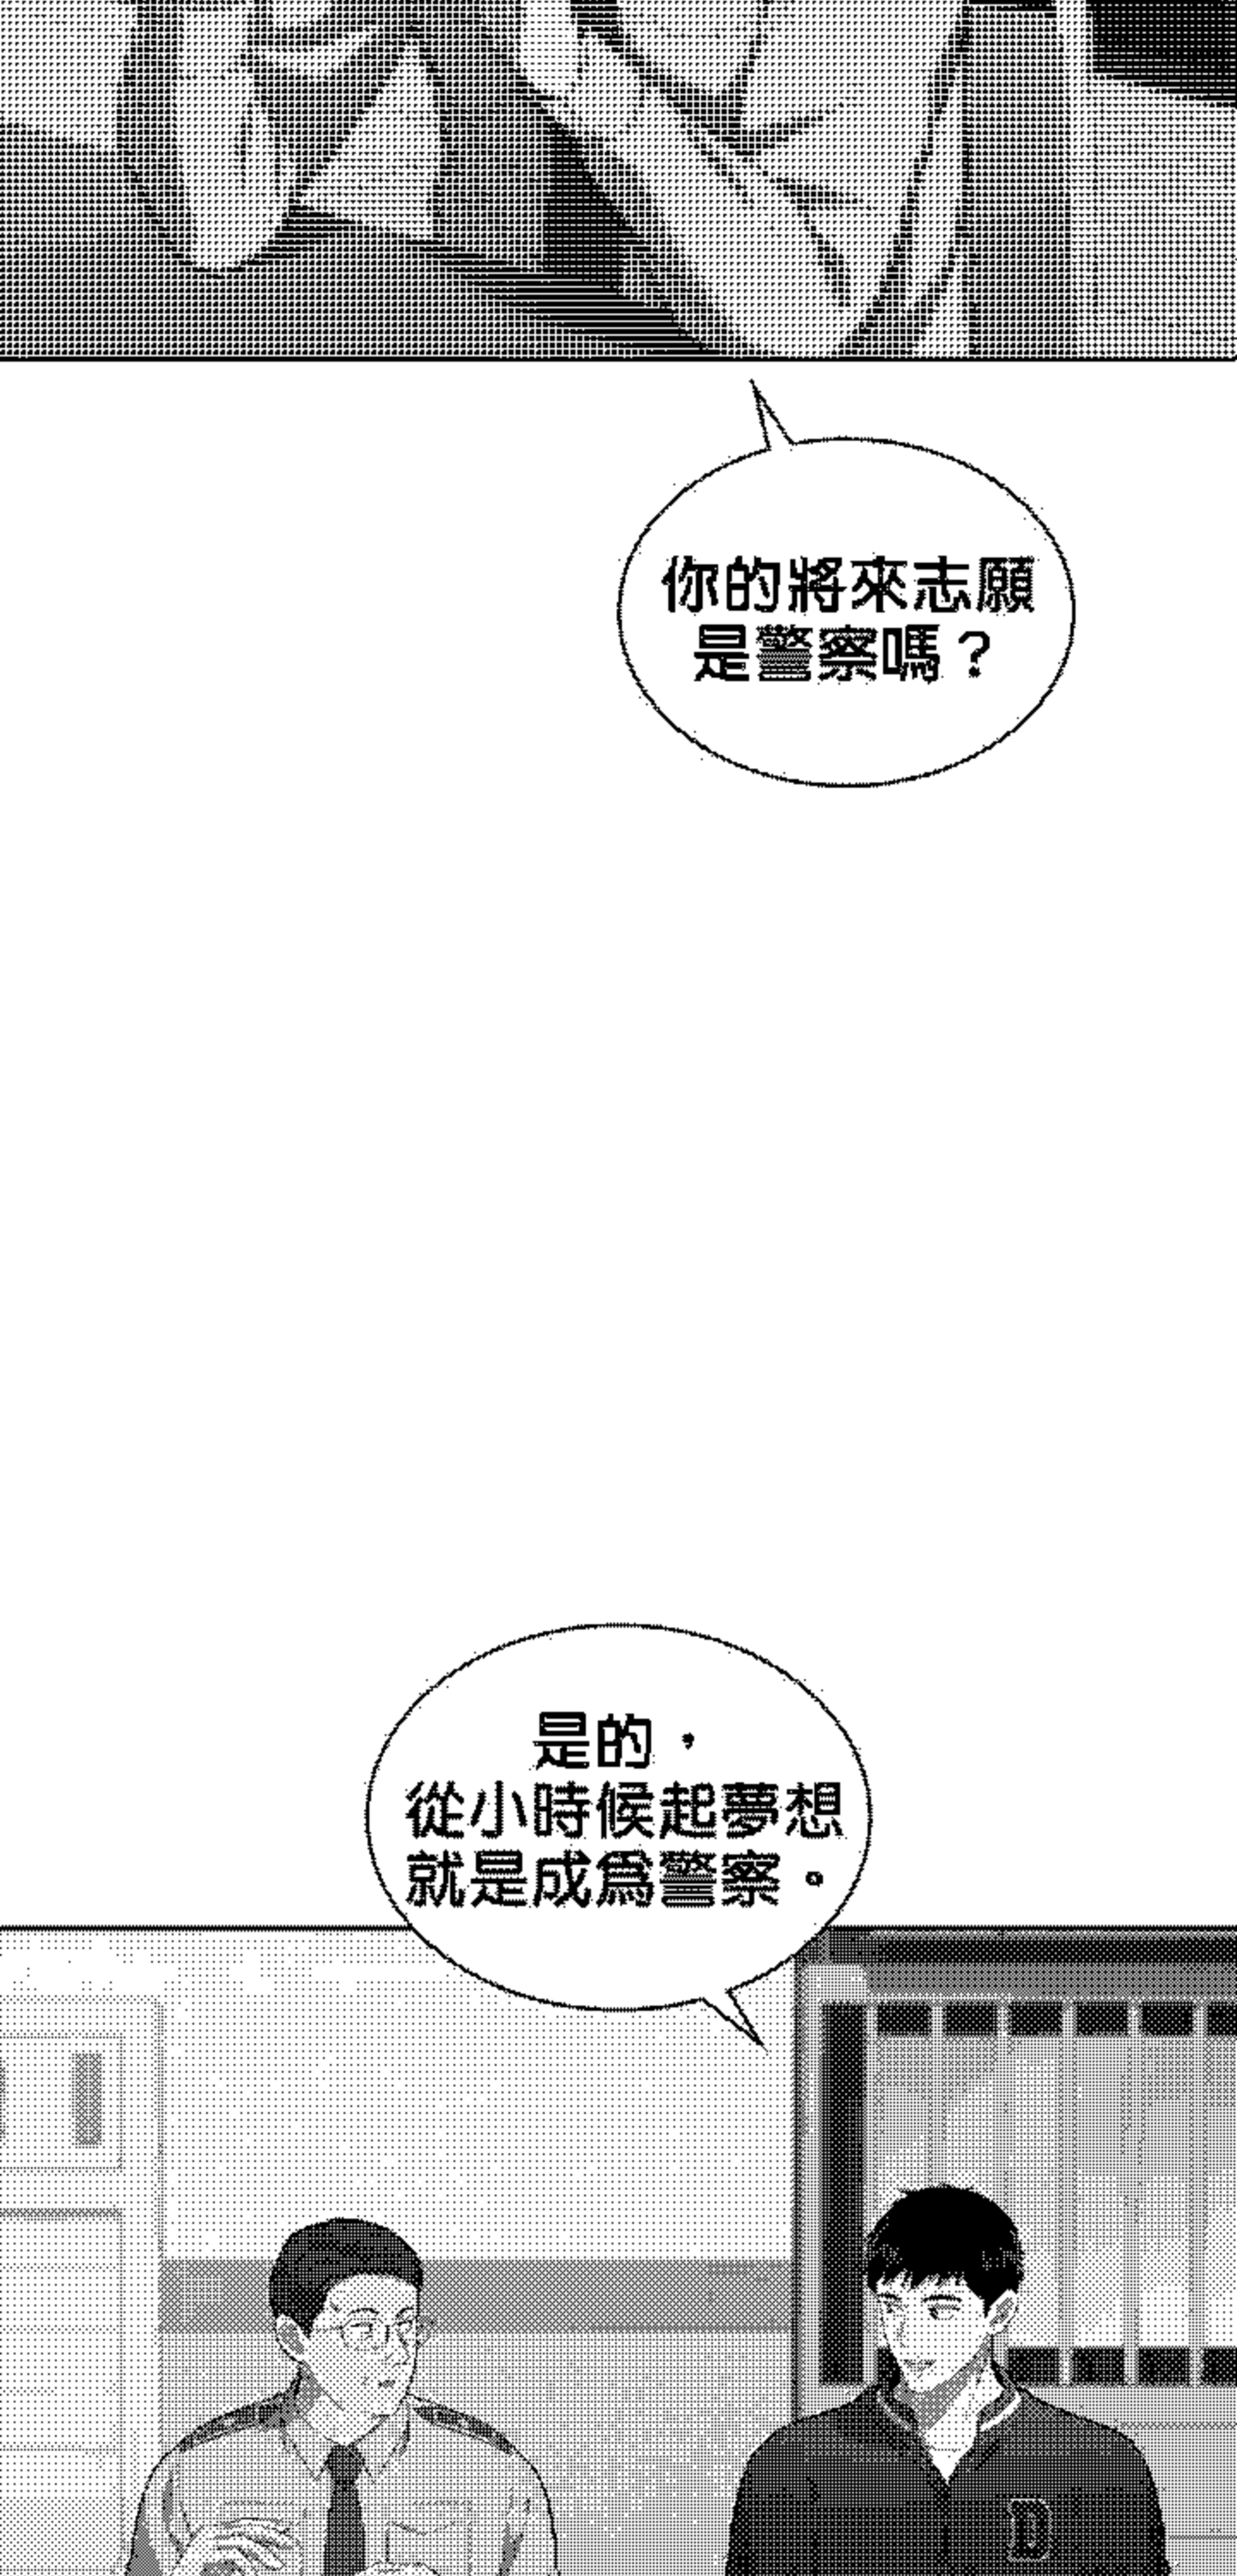 你的將來志願
是警察嗎？
是的，
從小時候起夢想
就是成爲警察。
D